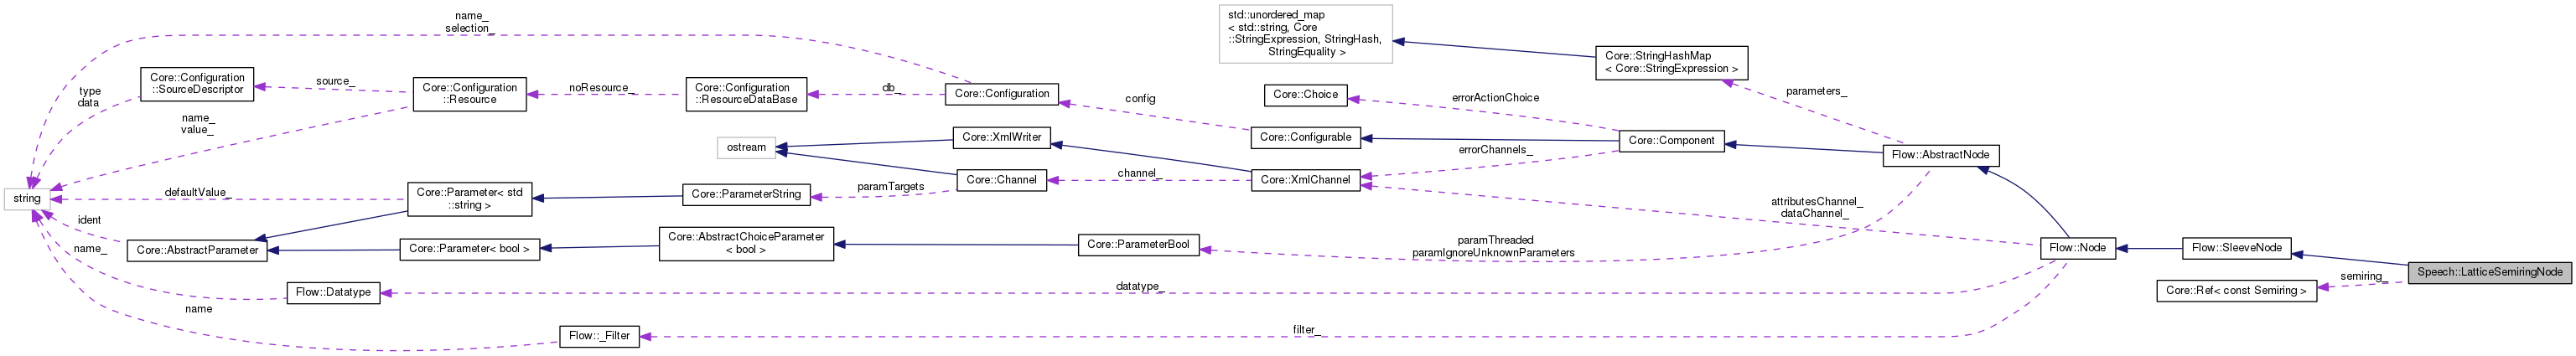 name_
selection_
std::unordered_map
< std::string, Core
::StringExpression, StringHash,
StringEquality >
Core::StringHashMap
< Core::StringExpression >
Core::Configuration
::SourceDescriptor
source_
Core::Configuration
::Resource
noResource_
Core::Configuration
::ResourceDataBase
db_
Core::Configuration
config
Core::Choice
errorActionChoice
parameters_
type
data
name_
value_
ostream
Core::XmlWriter
Core::Configurable
Core::Component
errorChannels_
Flow::AbstractNode
string
defaultValue_
Core::Parameter< std
::string >
Core::ParameterString
paramTargets
Core::Channel
channel_
Core::XmlChannel
attributesChannel_
dataChannel_
ident
name_
Core::AbstractParameter
Core::Parameter< bool >
Core::AbstractChoiceParameter
< bool >
Core::ParameterBool
paramThreaded
paramIgnoreUnknownParameters
Flow::Node
Flow::SleeveNode
Speech::LatticeSemiringNode
semiring_
Core::Ref< const Semiring >
Flow::Datatype
datatype_
name
Flow::_Filter
filter_